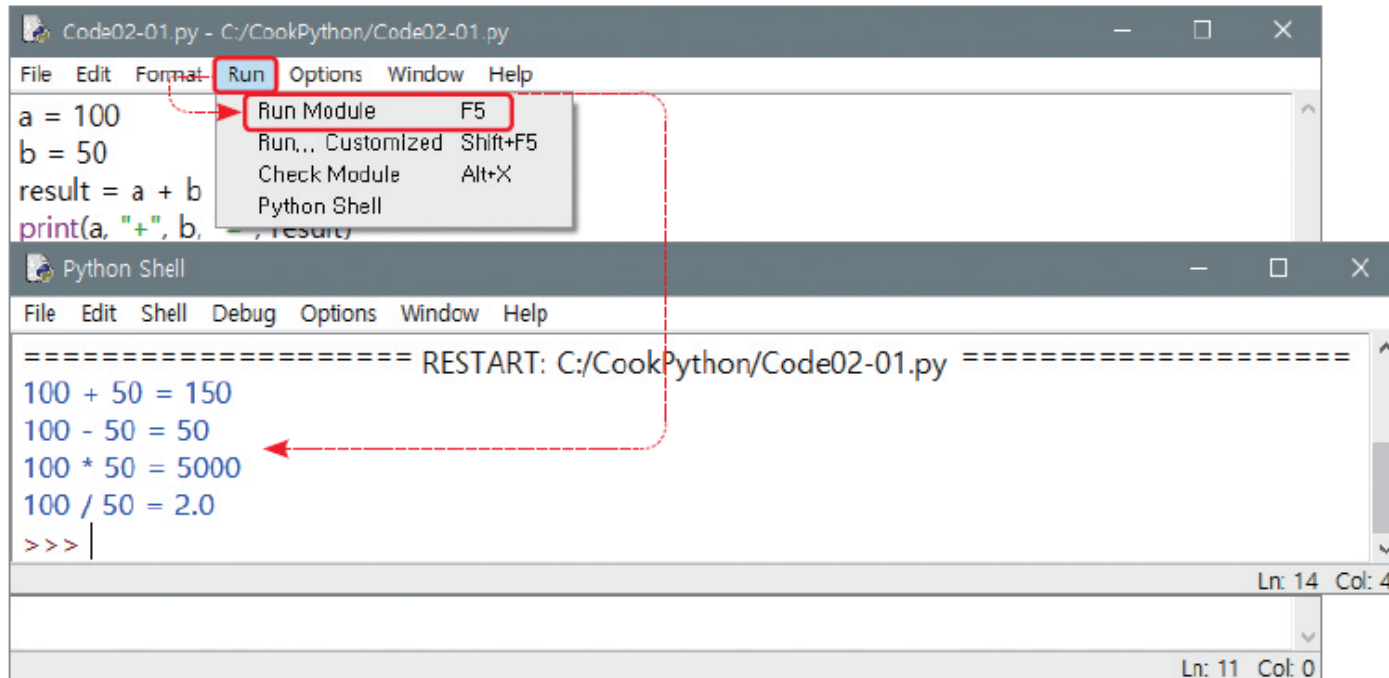 Code02-01.py - C:/CookPython/Code02-01.py
File Edit Format Run Options Window Help
a = 100
b = 50
result = a + b
print(a, "+", b, "=", result)
Run Module F5
Run... Customized Shift+F5
Check Module Alt+X
Python Shell
Python Shell
File Edit Shell Debug Options Window Help
===================== RESTART: C:/CookPython/Code02-01.py =====================
100 + 50 = 150
100 - 50 = 50
100 * 50 = 5000
100 / 50 = 2.0
>>>
Ln: 14 Col: 4
Ln: 11 Col: 0